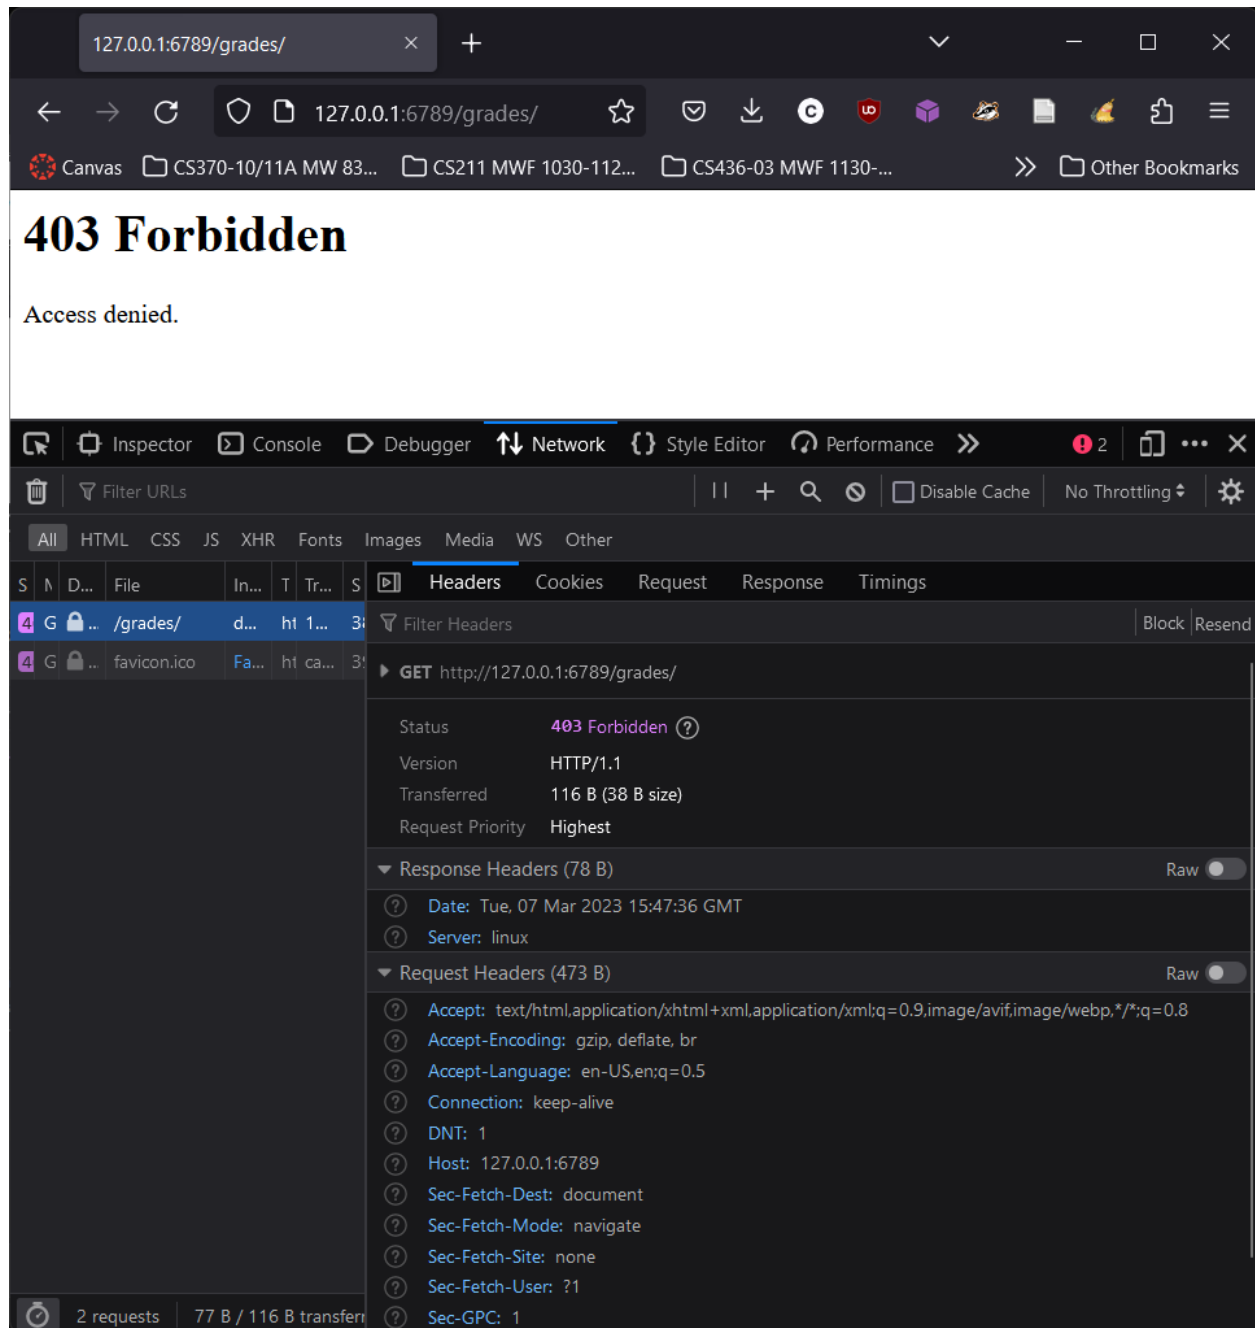 127.0.0.1:6789/grades/
127.0.0.1:6789/grades/
Canvas CS370-10/11A MW 83... CS211 MWF 1030-112... CS436-03 MWF 1130-... Other Bookmarks
403 Forbidden
Access denied.
Inspector Console Debugger Network Style Editor Performance 2
Filter URLs Disable Cache No Throttling
All HTML CSS JS XHR Fonts Images Media WS Other
S D... File In... T Tr... S Headers Cookies Request Response Timings
4 G ... /grades/ d... ht 1... Filter Headers Block Resend
4 G ... favicon.ico Fa... ht ca... GET http://127.0.0.1:6789/grades/
Status 403 Forbidden
Version HTTP/1.1
Transferred 116 B (38 B size)
Request Priority Highest
Response Headers (78 B) Raw
Date: Tue, 07 Mar 2023 15:47:36 GMT
Server: linux
Request Headers (473 B) Raw
Accept: text/html,application/xhtml+xml,application/xml;q=0.9,image/avif,image/webp,*/*;q=0.8
Accept-Encoding: gzip, deflate, br
Accept-Language: en-US,en;q=0.5
Connection: keep-alive
DNT: 1
Host: 127.0.0.1:6789
Sec-Fetch-Dest: document
Sec-Fetch-Mode: navigate
Sec-Fetch-Site: none
Sec-Fetch-User: ?1
2 requests 77 B / 116 B transferr Sec-GPC: 1